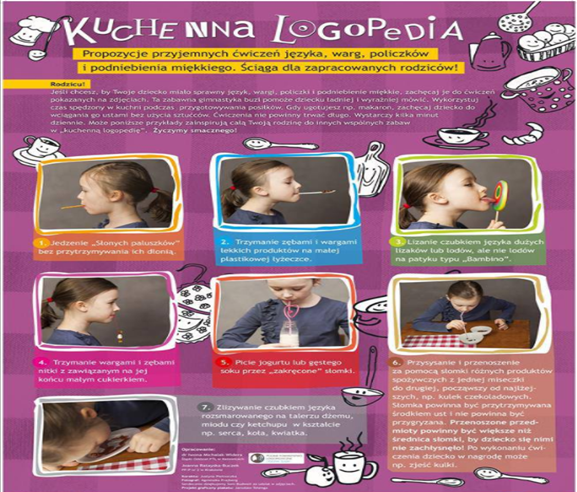 KUCHENNA LOGOPEDIA
Propozycje przyjemnych ćwiczeń języka, warg, policzków
i podniebienia miękkiego. Ściąga dla zapracowanych rodziców!
Rodzicu!
Jeśli chcesz, by Twoje dziecko miało sprawny język, wargi, policzki i podniebienie miękkie, zachęcaj je do ćwiczeń
pokazanych na zdjęciach. Ta zabawna gimnastyka buzi pomoże dziecku ładniej i wyraźniej mówić. Wykorzystuj
czas spędzony w kuchni podczas przygotowywania posiłków. Gdy ugotujesz np. makaron, zachęcaj dziecko do
wciągania go ustami bez użycia sztućców. Ćwiczenia nie powinny trwać długo. Wystarczy kilka minut
dziennie. Może poniższe przykłady zainspirują całą Twoją rodzinę do innych wspólnych zabaw
w „kuchenną logopedię”. Życzymy smacznego!
1. Jedzenie „Słonych paluszków”
bez przytrzymywania ich dłonią.
2. Trzymanie zębami i wargami
lekkich produktów na małej
plastikowej łyżeczce.
3. Lizanie czubkiem języka dużych
lizaków lub lodów, ale nie lodów
na patyku typu „Bambino”.
4. Trzymanie wargami i zębami
nitki z zawiązanym na jej
końcu małym cukierkiem.
5. Picie jogurtu lub gęstego
soku przez „zakręcone” słomki.
6. Przysysanie i przenoszenie
za pomocą słomki różnych produktów
spożywczych z jednej miseczki
do drugiej, począwszy od najlżej-
szych, np. kulek czekoladowych.
Słomka powinna być przytrzymywana
środkiem ust i nie powinna być
przygryzana. Przenoszone przed-
mioty powinny być większe niż
średnica słomki, by dziecko się nimi
nie zachłysnęło! Po wykonaniu ćwi-
czenia dziecko w nagrodę może
np. zjeść kulki.
7. Zlizywanie czubkiem języka
rozsmarowanego na talerzu dżemu,
miodu czy ketchupu w kształcie
np. serca, koła, kwiatka.
Opracowanie: